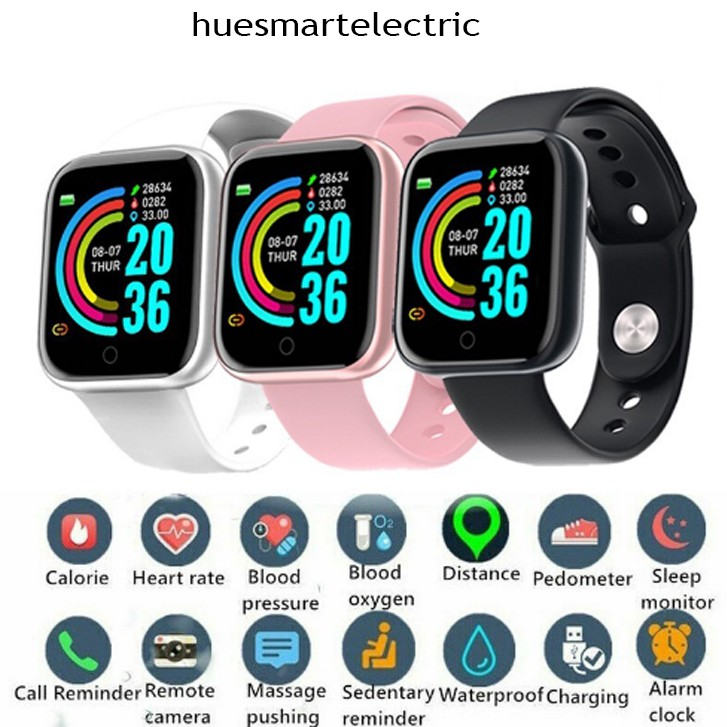 huesmartelectric
28634
0282
33.00
08-07
THUR
20
36
28634
0282
33.00
08-07
THUR
20
36
28634
0282
33.00
08-07
THUR
20
36
O2
Calorie
Heart rate
Blood
pressure
Blood
oxygen
Distance
Pedometer
Sleep
monitor
Call Reminder
Remote
camera
Massage
pushing
Sedentary
reminder
Waterproof
Charging
Alarm
clock